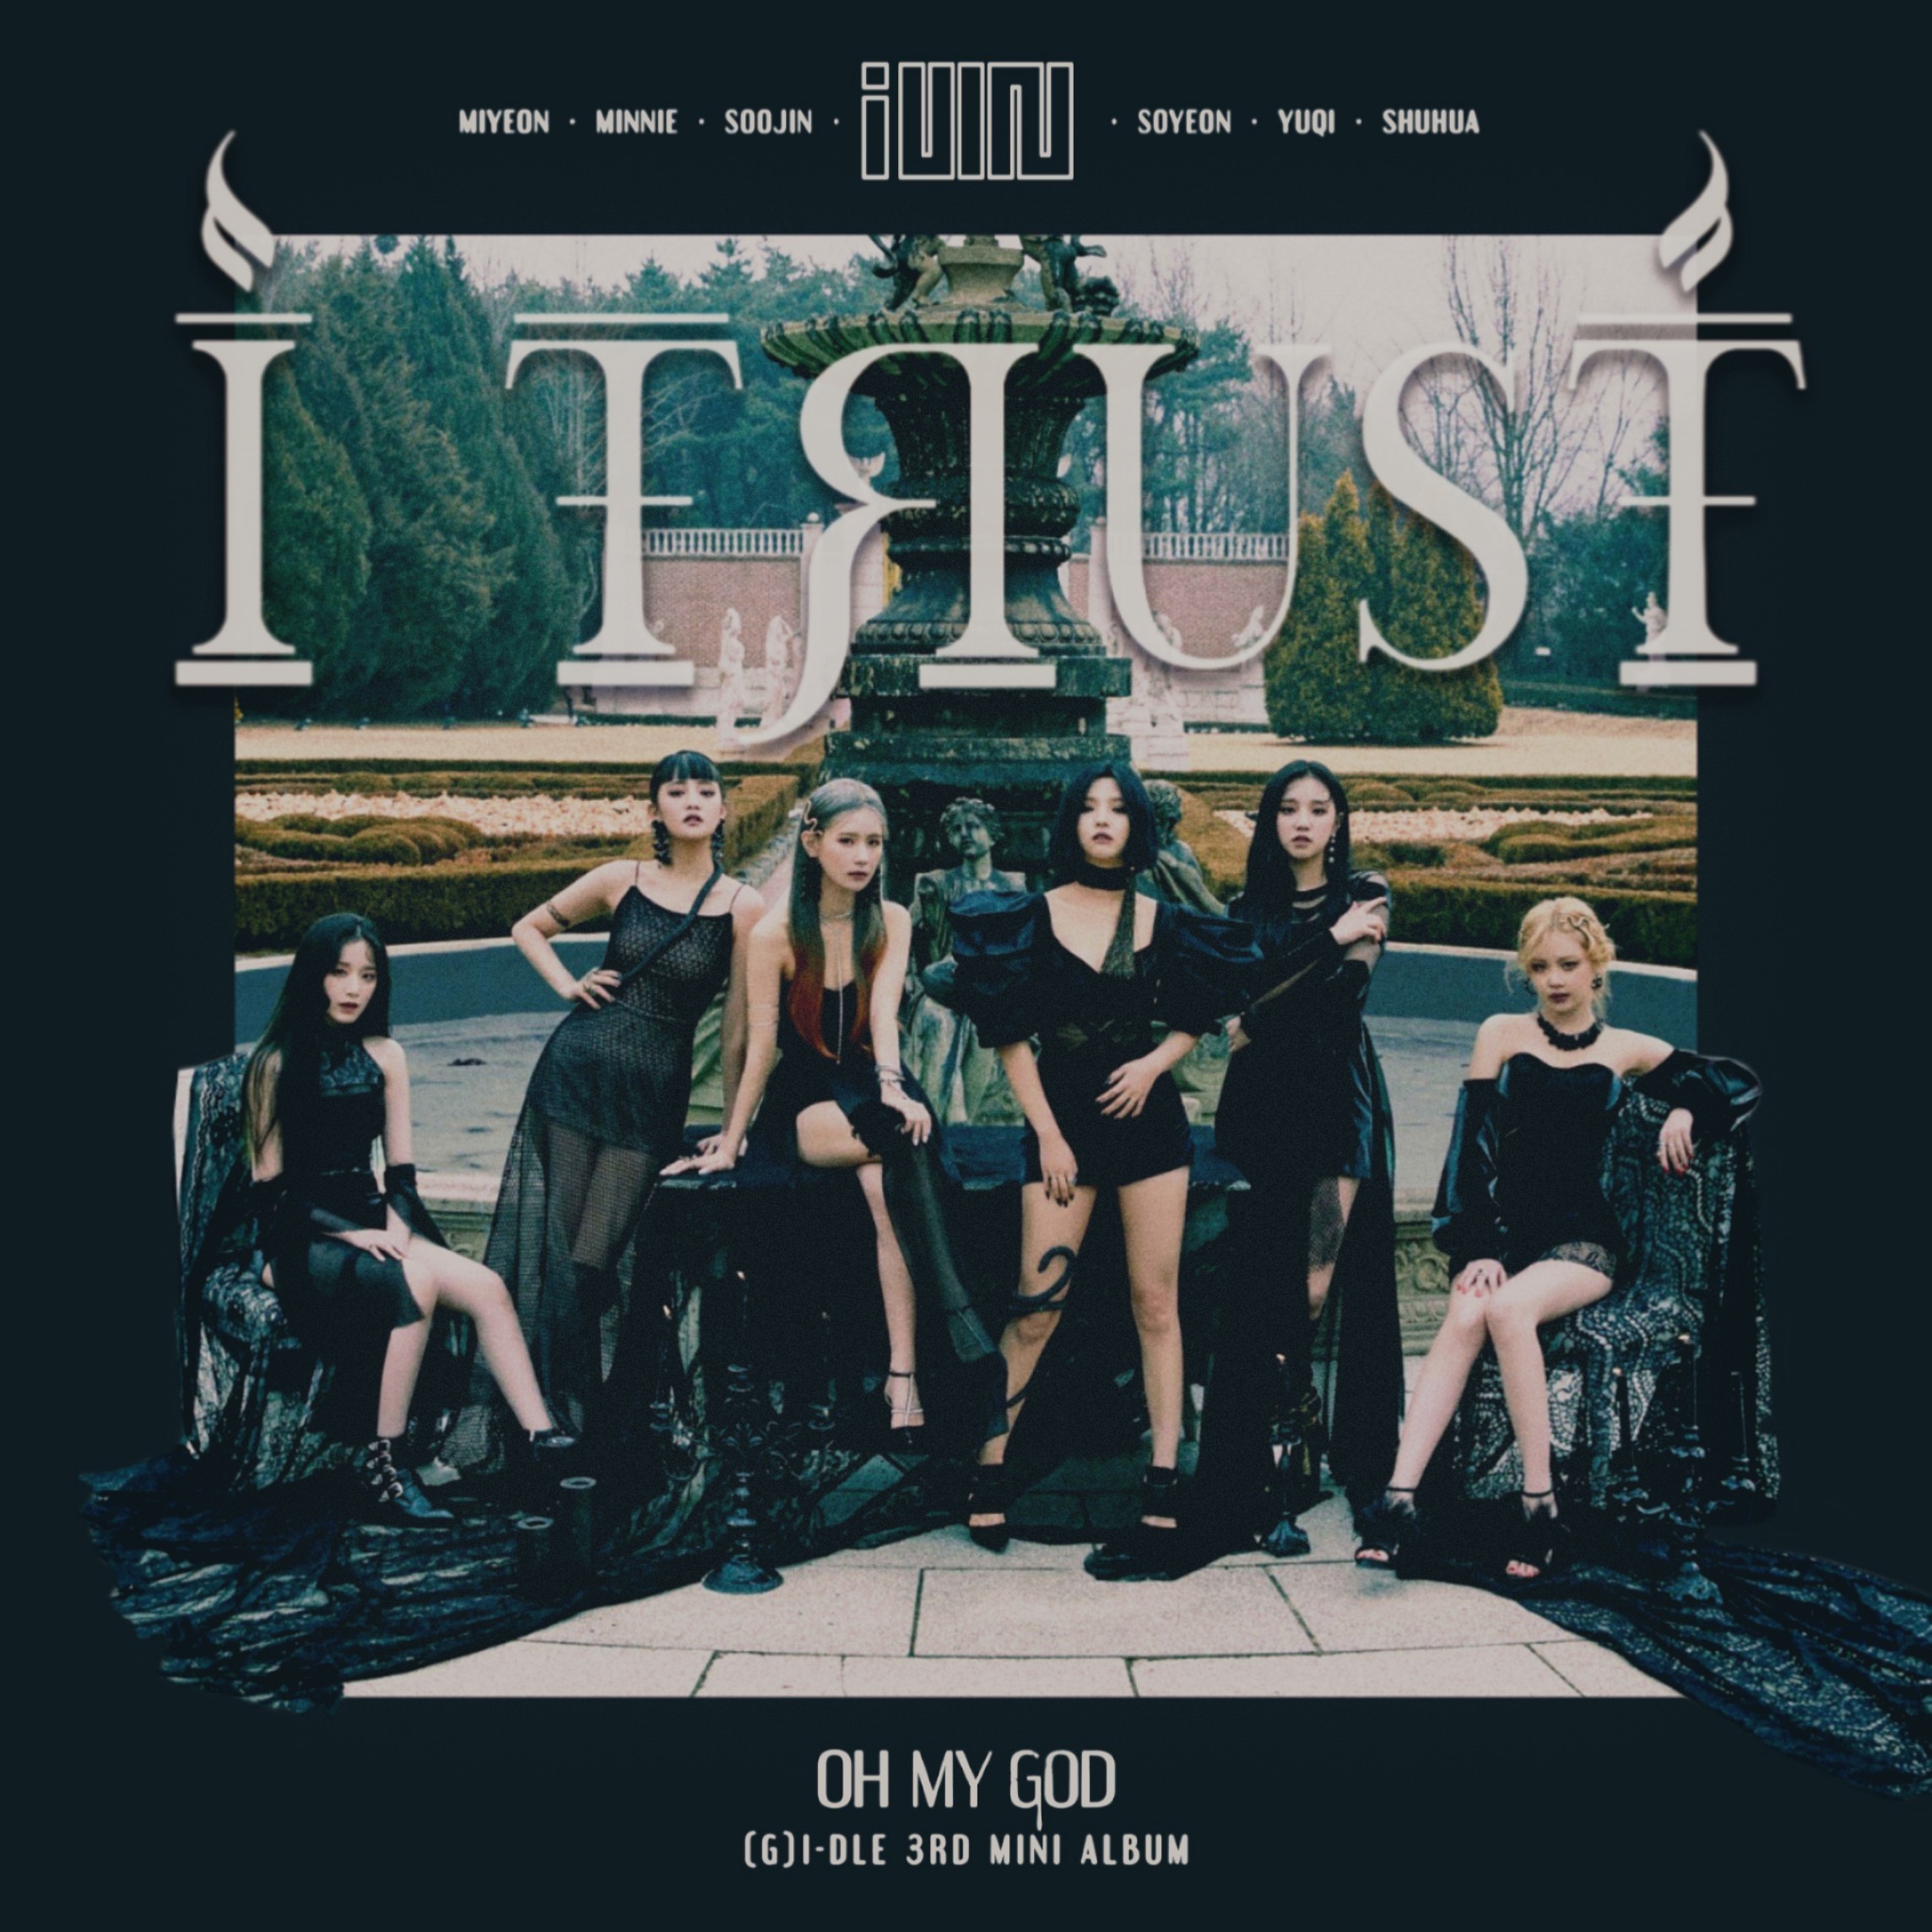 MIYEON · MINNIE · SOOJIN · · SOYEON · YUQI · SHUHUA
I TRUST
OH MY GOD
(G)I-DLE 3RD MINI ALBUM